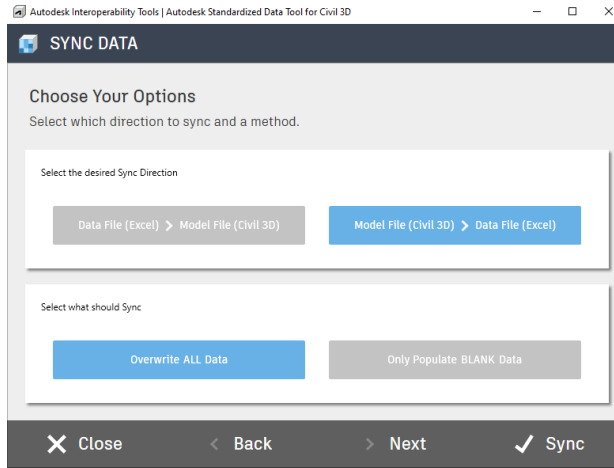 Autodesk Interoperability Tools | Autodesk Standardized Data Tool for Civil 3D
SYNC DATA
Choose Your Options
Select which direction to sync and a method.
Select the desired Sync Direction
Data File (Excel) > Model File (Civil 3D)
Model File (Civil 3D) > Data File (Excel)
Select what should Sync
Overwrite ALL Data
Only Populate BLANK Data
Close
Back
Next
Sync